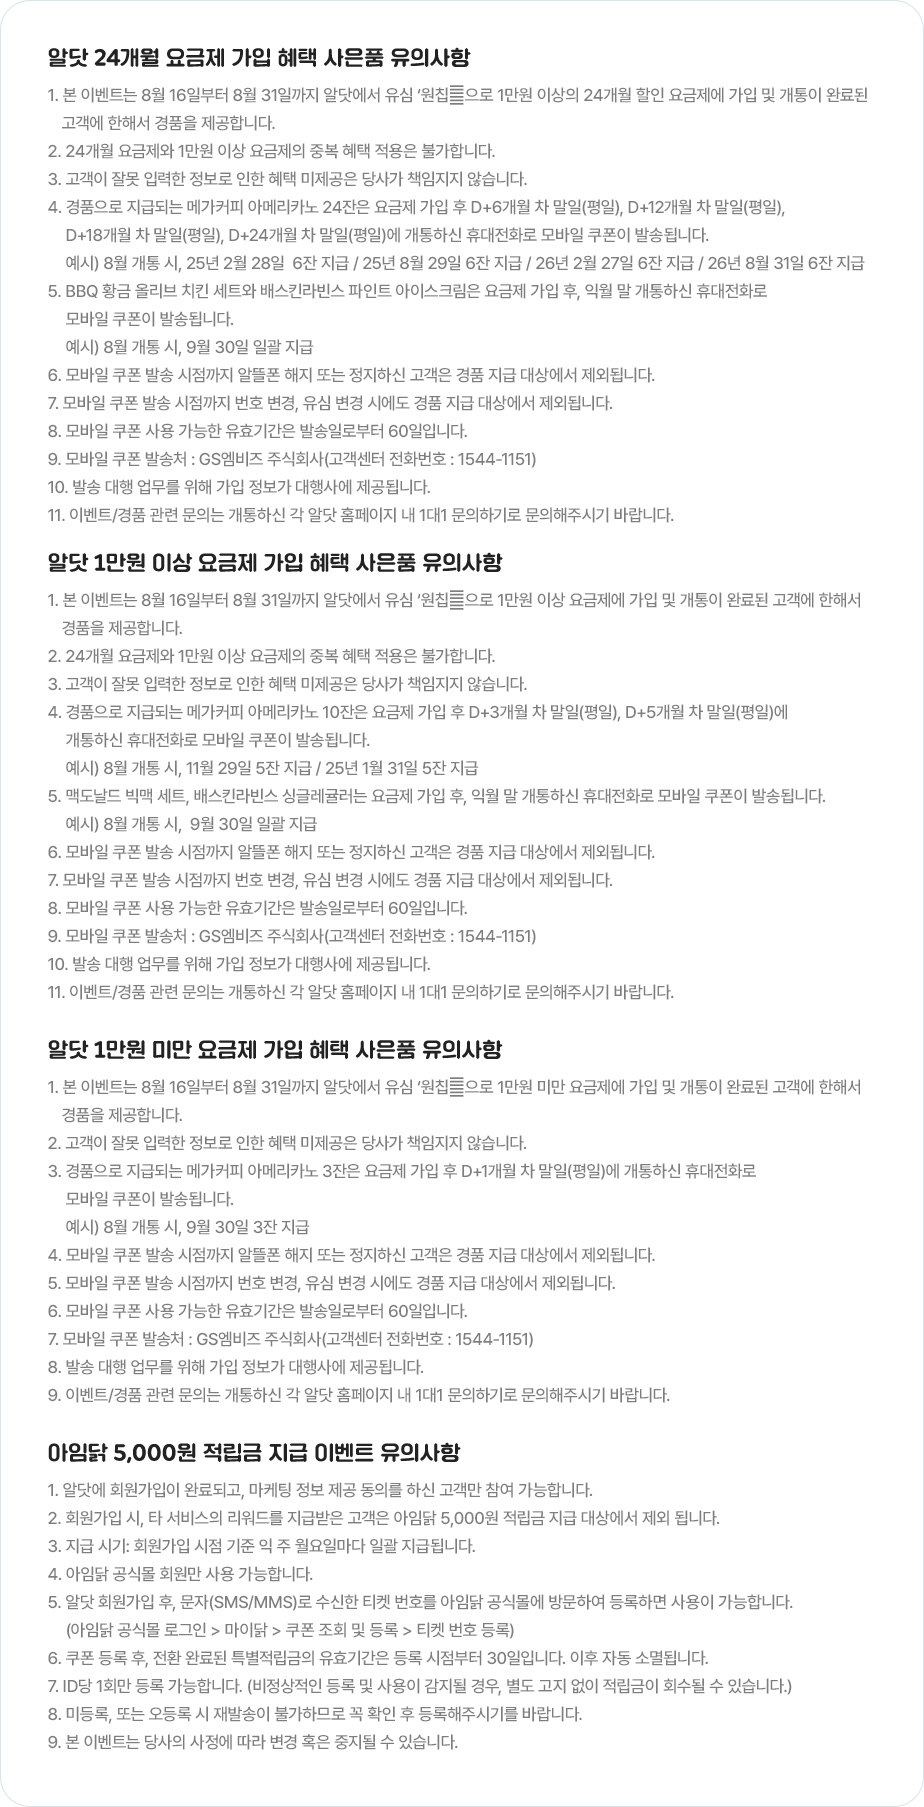 알닷 24개월 요금제 가입 혜택 사은품 유의사항
1. 본 이벤트는 8월 16일부터 8월 31일까지 알닷에서 유심 ‘원칩䷁으로 1만원 이상의 24개월 할인 요금제에 가입 및 개통이 완료된
고객에 한해서 경품을 제공합니다.
2. 24개월 요금제와 1만원 이상 요금제의 중복 혜택 적용은 불가합니다.
3. 고객이 잘못 입력한 정보로 인한 혜택 미제공은 당사가 책임지지 않습니다.
4. 경품으로 지급되는 메가커피 아메리카노 24잔은 요금제 가입 후 D+6개월 차 말일(평일), D+12개월 차 말일(평일),
D+18개월 차 말일(평일), D+24개월 차 말일(평일)에 개통하신 휴대전화로 모바일 쿠폰이 발송됩니다.
예시) 8월 개통 시, 25년 2월 28일 6잔 지급 / 25년 8월 29일 6잔 지급 / 26년 2월 27일 6잔 지급 / 26년 8월 31일 6잔 지급
5. BBQ 황금 올리브 치킨 세트와 배스킨라빈스 파인트 아이스크림은 요금제 가입 후, 익월 말 개통하신 휴대전화로
모바일 쿠폰이 발송됩니다.
예시) 8월 개통 시, 9월 30일 일괄 지급
6. 모바일 쿠폰 발송 시점까지 알뜰폰 해지 또는 정지하신 고객은 경품 지급 대상에서 제외됩니다.
7. 모바일 쿠폰 발송 시점까지 번호 변경, 유심 변경 시에도 경품 지급 대상에서 제외됩니다.
8. 모바일 쿠폰 사용 가능한 유효기간은 발송일로부터 60일입니다.
9. 모바일 쿠폰 발송처 : GS엠비즈 주식회사(고객센터 전화번호 : 1544-1151)
10. 발송 대행 업무를 위해 가입 정보가 대행사에 제공됩니다.
11. 이벤트/경품 관련 문의는 개통하신 각 알닷 홈페이지 내 1대1 문의하기로 문의해주시기 바랍니다.
알닷 1만원 이상 요금제 가입 혜택 사은품 유의사항
1. 본 이벤트는 8월 16일부터 8월 31일까지 알닷에서 유심 ‘원칩䷁으로 1만원 이상 요금제에 가입 및 개통이 완료된 고객에 한해서
경품을 제공합니다.
2. 24개월 요금제와 1만원 이상 요금제의 중복 혜택 적용은 불가합니다.
3. 고객이 잘못 입력한 정보로 인한 혜택 미제공은 당사가 책임지지 않습니다.
4. 경품으로 지급되는 메가커피 아메리카노 10잔은 요금제 가입 후 D+3개월 차 말일(평일), D+5개월 차 말일(평일)에
개통하신 휴대전화로 모바일 쿠폰이 발송됩니다.
예시) 8월 개통 시, 11월 29일 5잔 지급 / 25년 1월 31일 5잔 지급
5. 맥도날드 빅맥 세트, 배스킨라빈스 싱글레귤러는 요금제 가입 후, 익월 말 개통하신 휴대전화로 모바일 쿠폰이 발송됩니다.
예시) 8월 개통 시, 9월 30일 일괄 지급
6. 모바일 쿠폰 발송 시점까지 알뜰폰 해지 또는 정지하신 고객은 경품 지급 대상에서 제외됩니다.
7. 모바일 쿠폰 발송 시점까지 번호 변경, 유심 변경 시에도 경품 지급 대상에서 제외됩니다.
8. 모바일 쿠폰 사용 가능한 유효기간은 발송일로부터 60일입니다.
9. 모바일 쿠폰 발송처 : GS엠비즈 주식회사(고객센터 전화번호 : 1544-1151)
10. 발송 대행 업무를 위해 가입 정보가 대행사에 제공됩니다.
11. 이벤트/경품 관련 문의는 개통하신 각 알닷 홈페이지 내 1대1 문의하기로 문의해주시기 바랍니다.
알닷 1만원 미만 요금제 가입 혜택 사은품 유의사항
1. 본 이벤트는 8월 16일부터 8월 31일까지 알닷에서 유심 ‘원칩䷁으로 1만원 미만 요금제에 가입 및 개통이 완료된 고객에 한해서
경품을 제공합니다.
2. 고객이 잘못 입력한 정보로 인한 혜택 미제공은 당사가 책임지지 않습니다.
3. 경품으로 지급되는 메가커피 아메리카노 3잔은 요금제 가입 후 D+1개월 차 말일(평일)에 개통하신 휴대전화로
모바일 쿠폰이 발송됩니다.
예시) 8월 개통 시, 9월 30일 3잔 지급
4. 모바일 쿠폰 발송 시점까지 알뜰폰 해지 또는 정지하신 고객은 경품 지급 대상에서 제외됩니다.
5. 모바일 쿠폰 발송 시점까지 번호 변경, 유심 변경 시에도 경품 지급 대상에서 제외됩니다.
6. 모바일 쿠폰 사용 가능한 유효기간은 발송일로부터 60일입니다.
7. 모바일 쿠폰 발송처 : GS엠비즈 주식회사(고객센터 전화번호 : 1544-1151)
8. 발송 대행 업무를 위해 가입 정보가 대행사에 제공됩니다.
9. 이벤트/경품 관련 문의는 개통하신 각 알닷 홈페이지 내 1대1 문의하기로 문의해주시기 바랍니다.
아임닭 5,000원 적립금 지급 이벤트 유의사항
1. 알닷에 회원가입이 완료되고, 마케팅 정보 제공 동의를 하신 고객만 참여 가능합니다.
2. 회원가입 시, 타 서비스의 리워드를 지급받은 고객은 아임닭 5,000원 적립금 지급 대상에서 제외 됩니다.
3. 지급 시기: 회원가입 시점 기준 익 주 월요일마다 일괄 지급됩니다.
4. 아임닭 공식몰 회원만 사용 가능합니다.
5. 알닷 회원가입 후, 문자(SMS/MMS)로 수신한 티켓 번호를 아임닭 공식몰에 방문하여 등록하면 사용이 가능합니다.
(아임닭 공식몰 로그인 > 마이닭 > 쿠폰 조회 및 등록 > 티켓 번호 등록)
6. 쿠폰 등록 후, 전환 완료된 특별적립금의 유효기간은 등록 시점부터 30일입니다. 이후 자동 소멸됩니다.
7. ID당 1회만 등록 가능합니다. (비정상적인 등록 및 사용이 감지될 경우, 별도 고지 없이 적립금이 회수될 수 있습니다.)
8. 미등록, 또는 오등록 시 재발송이 불가하므로 꼭 확인 후 등록해주시기를 바랍니다.
9. 본 이벤트는 당사의 사정에 따라 변경 혹은 중지될 수 있습니다.